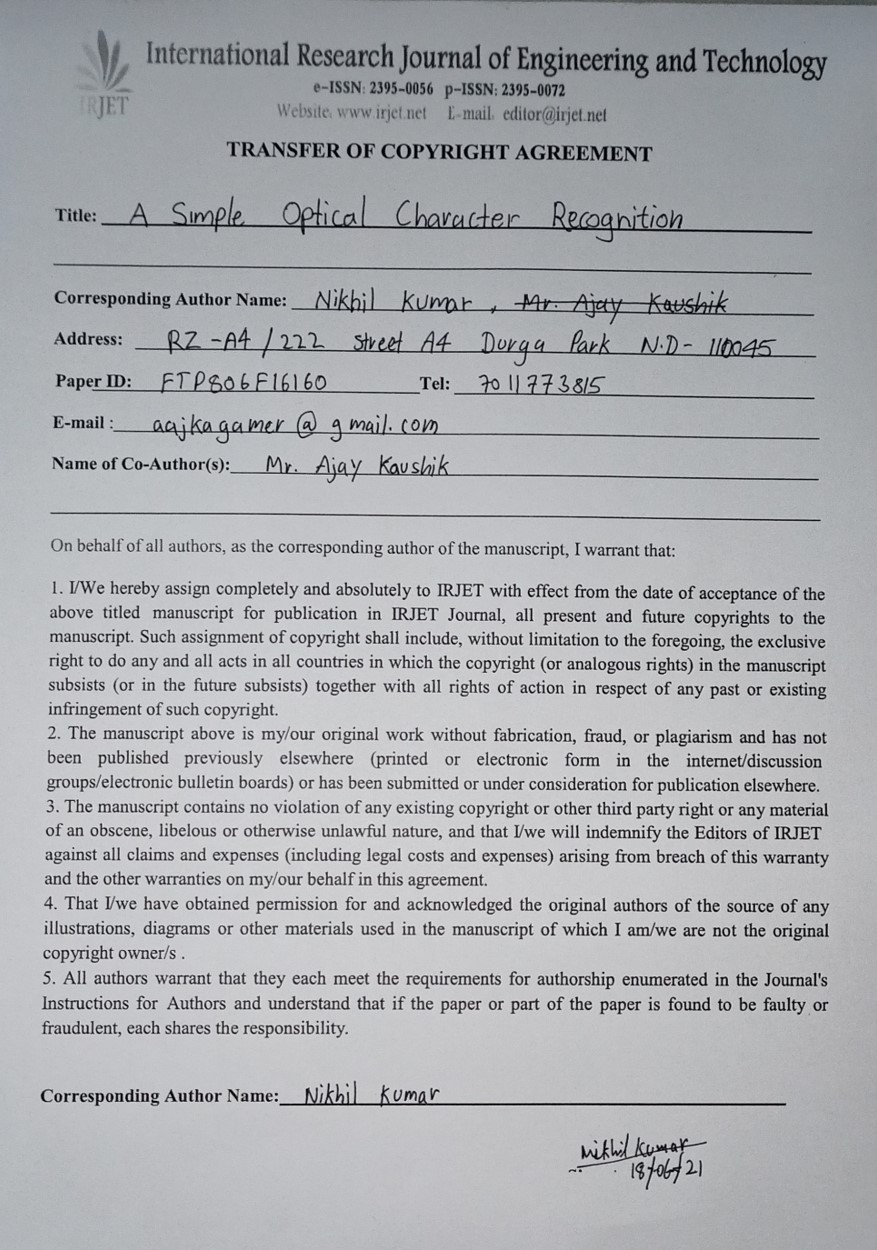 International Research Journal of Engineering and Technology
e-ISSN: 2395-0056 p-ISSN: 2395-0072
IRJET
Website: www.irjet.net E-mail: editor@irjet.net
TRANSFER OF COPYRIGHT AGREEMENT
Title: A Simple Optical Character Recognition
Corresponding Author Name: Nikhil Kumar, Mr. Ajay Kaushik
Address: RZ-A4/222 Street A4 Durga Park N.D- 110045
Paper ID: FTP806F16160 Tel: 7011773815
E-mail : aajkagamer@gmail.com
Name of Co-Author(s): Mr. Ajay Kaushik
On behalf of all authors, as the corresponding author of the manuscript, I warrant that:
1. I/We hereby assign completely and absolutely to IRJET with effect from the date of acceptance of the
above titled manuscript for publication in IRJET Journal, all present and future copyrights to the
manuscript. Such assignment of copyright shall include, without limitation to the foregoing, the exclusive
right to do any and all acts in all countries in which the copyright (or analogous rights) in the manuscript
subsists (or in the future subsists) together with all rights of action in respect of any past or existing
infringement of such copyright.
2. The manuscript above is my/our original work without fabrication, fraud, or plagiarism and has not
been published previously elsewhere (printed or electronic form in the internet/discussion
groups/electronic bulletin boards) or has been submitted or under consideration for publication elsewhere.
3. The manuscript contains no violation of any existing copyright or other third party right or any material
of an obscene, libelous or otherwise unlawful nature, and that I/we will indemnify the Editors of IRJET
against all claims and expenses (including legal costs and expenses) arising from breach of this warranty
and the other warranties on my/our behalf in this agreement.
4. That I/we have obtained permission for and acknowledged the original authors of the source of any
illustrations, diagrams or other materials used in the manuscript of which I am/we are not the original
copyright owner/s .
5. All authors warrant that they each meet the requirements for authorship enumerated in the Journal's
Instructions for Authors and understand that if the paper or part of the paper is found to be faulty or
fraudulent, each shares the responsibility.
Corresponding Author Name: Nikhil Kumar
Nikhil Kumar
18/06/21